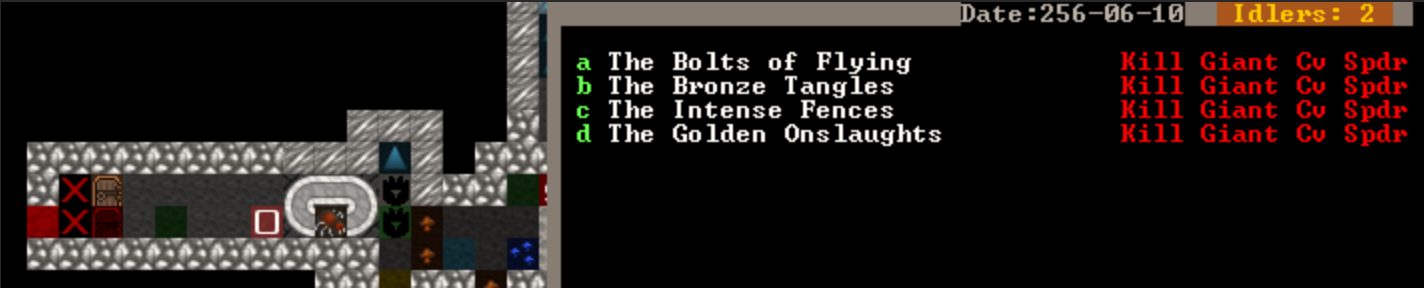 Date:256-06-10 Idlers: 2
a The Bolts of Flying Kill Giant Cv Spdr
b The Bronze Tangles Kill Giant Cv Spdr
c The Intense Fences Kill Giant Cv Spdr
d The Golden Onslaughts Kill Giant Cv Spdr